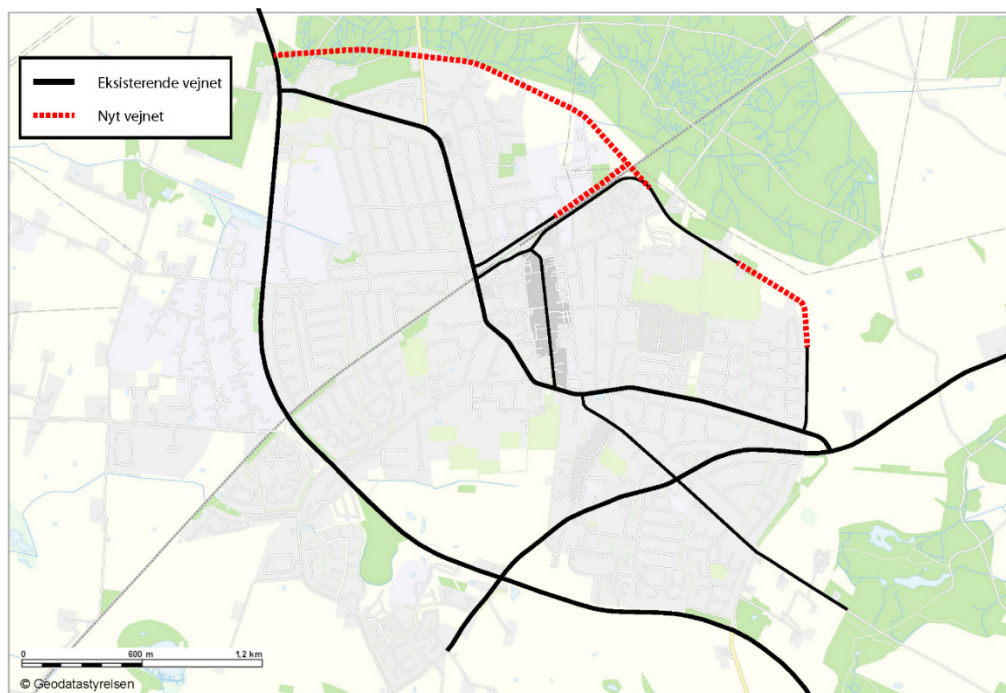 Eksisterende vejnet
Nyt vejnet
0 600 m 1,2 km
© Geodatastyrelsen